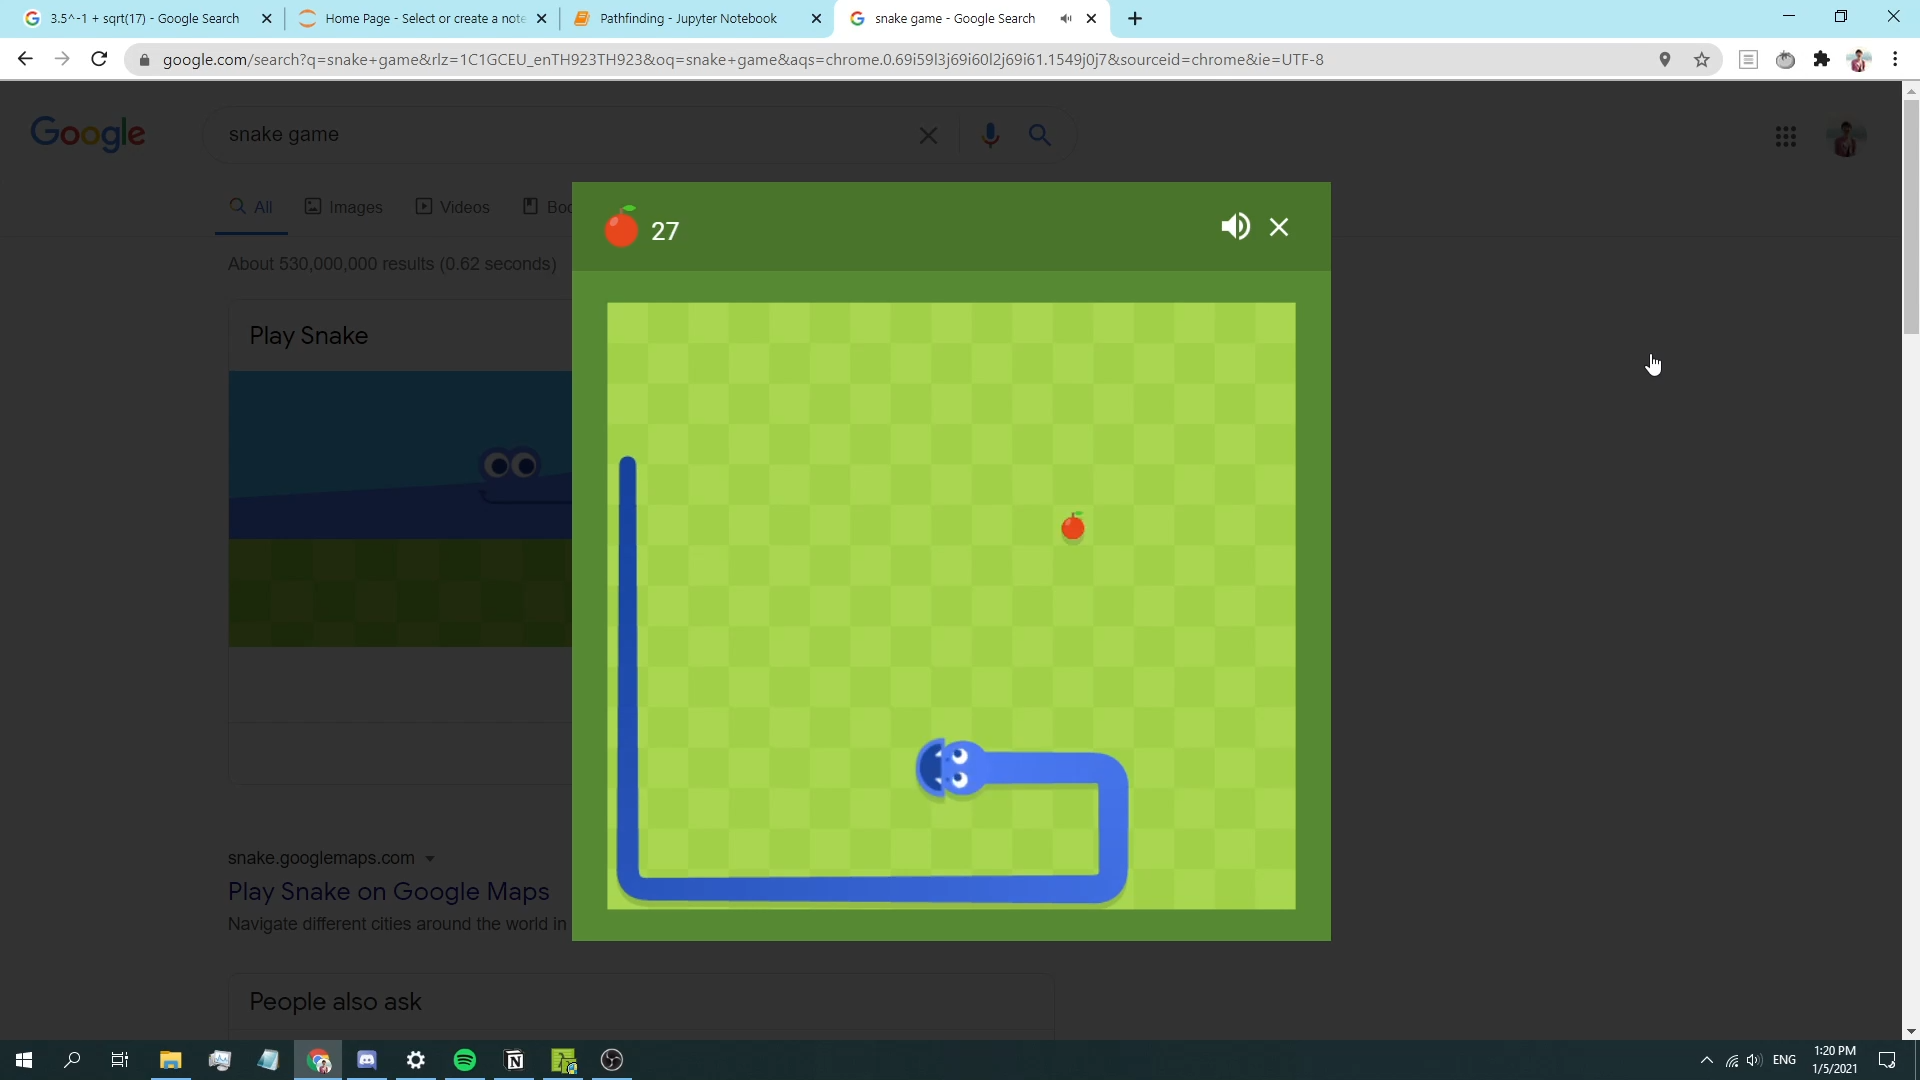 3.5^-1 + sqrt(17) - Google Search
Home Page - Select or create a note
Pathfinding - Jupyter Notebook
snake game - Google Search
google.com/search?q=snake+game&rlz=1C1GCEU_enTH923TH923&oq=snake+game&aqs=chrome.0.69i59l3j69i60l2j69i61.1549j0j7&sourceid=chrome&ie=UTF-8
Google
snake game
All
Images
Videos
Boo
27
About 530,000,000 results (0.62 seconds)
Play Snake
snake.googlemaps.com
Play Snake on Google Maps
Navigate different cities around the world in
People also ask
ENG
1:20 PM
1/5/2021